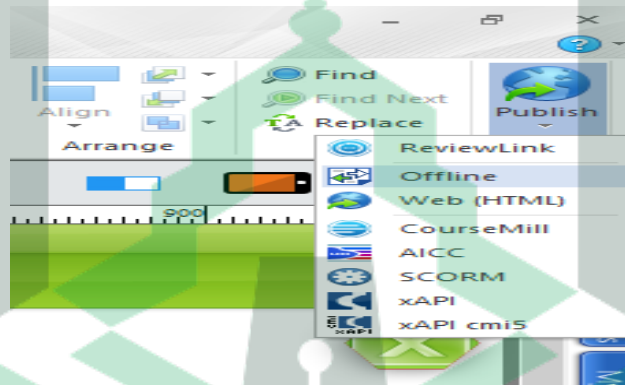 Find
Find Next
Replace
Align
Arrange
Publish
900
ReviewLink
Offline
Web (HTML)
CourseMill
AICC
SCORM
xAPI
xAPI cmi5